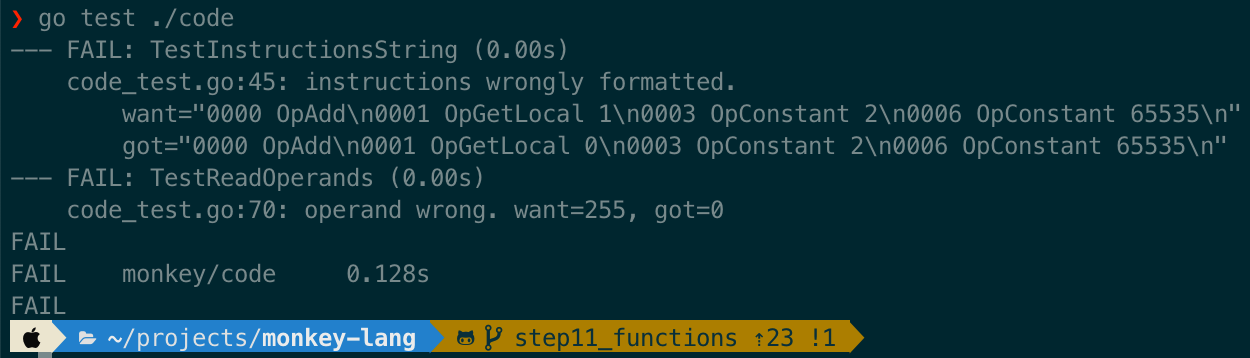 ❯ go test ./code
--- FAIL: TestInstructionsString (0.00s)
    code_test.go:45: instructions wrongly formatted.
        want="0000 OpAdd\n0001 OpGetLocal 1\n0003 OpConstant 2\n0006 OpConstant 65535\n"
        got="0000 OpAdd\n0001 OpGetLocal 0\n0003 OpConstant 2\n0006 OpConstant 65535\n"
--- FAIL: TestReadOperands (0.00s)
    code_test.go:70: operand wrong. want=255, got=0
FAIL
FAIL    monkey/code     0.128s
FAIL
~/projects/monkey-lang step11_functions ⇡23 !1